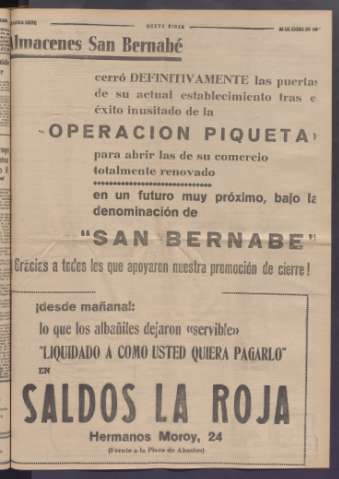 NUEVA RIOJA
Almacenes San Bernabé
cerró DEFINITIVAMENTE las puertas
de su actual establecimiento tras e
éxito inusitado de la
OPERACION PIQUETA
para abrir las de su comercio
totalmente renovado
en un futuro muy próximo, bajo la
denominación de
"SAN BERNABE"
Gracias a todos los que apoyaron nuestra promoción de cierre!
¡desde mañana!:
lo que los albañiles dejaron «servible»
"LIQUIDADO A COMO USTED QUIERA PAGARLO"
EN
SALDOS LA ROJA
Hermanos Moroy, 24
(Frente a la Plaza de Abastos)